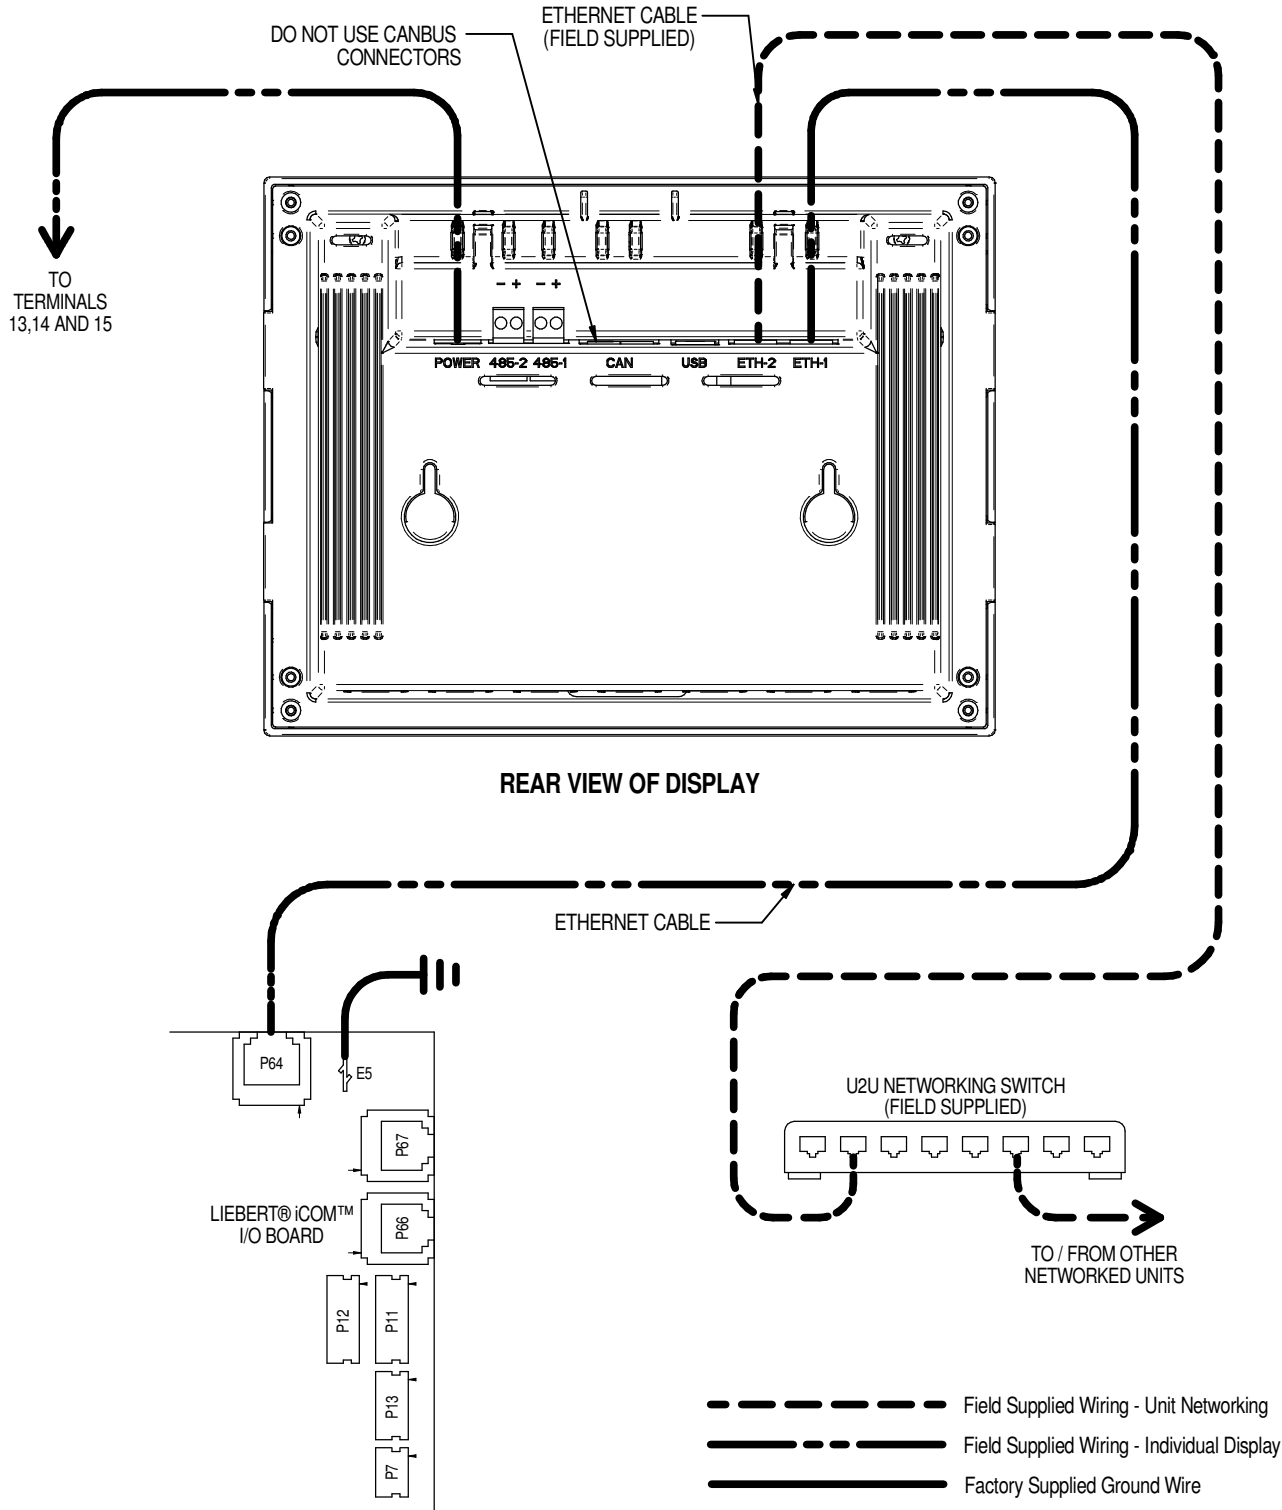 ETHERNET CABLE
(FIELD SUPPLIED)
DO NOT USE CANBUS
CONNECTORS
TO
TERMINALS
13,14 AND 15
- + - +
POWER 485-2 485-1 CAN USB ETH-2 ETH-1
REAR VIEW OF DISPLAY
ETHERNET CABLE
P64
E5
P67
LIEBERT® iCOM™
I/O BOARD
P66
P12
P11
P13
P7
U2U NETWORKING SWITCH
(FIELD SUPPLIED)
TO / FROM OTHER
NETWORKED UNITS
Field Supplied Wiring - Unit Networking
Field Supplied Wiring - Individual Display
Factory Supplied Ground Wire